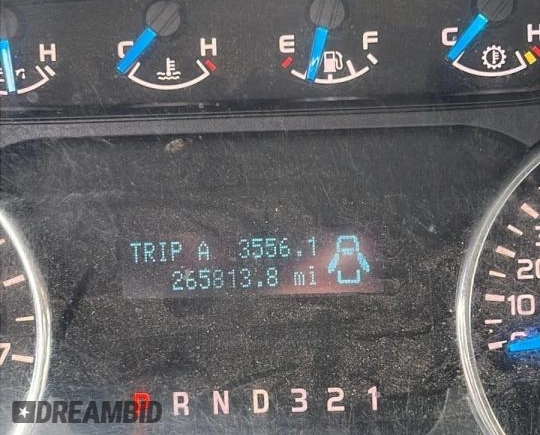 H C H E F C H
TRIP A 3556.1
265813.8 mi
P R N D 3 2 1
7
20
10
DREAMBID